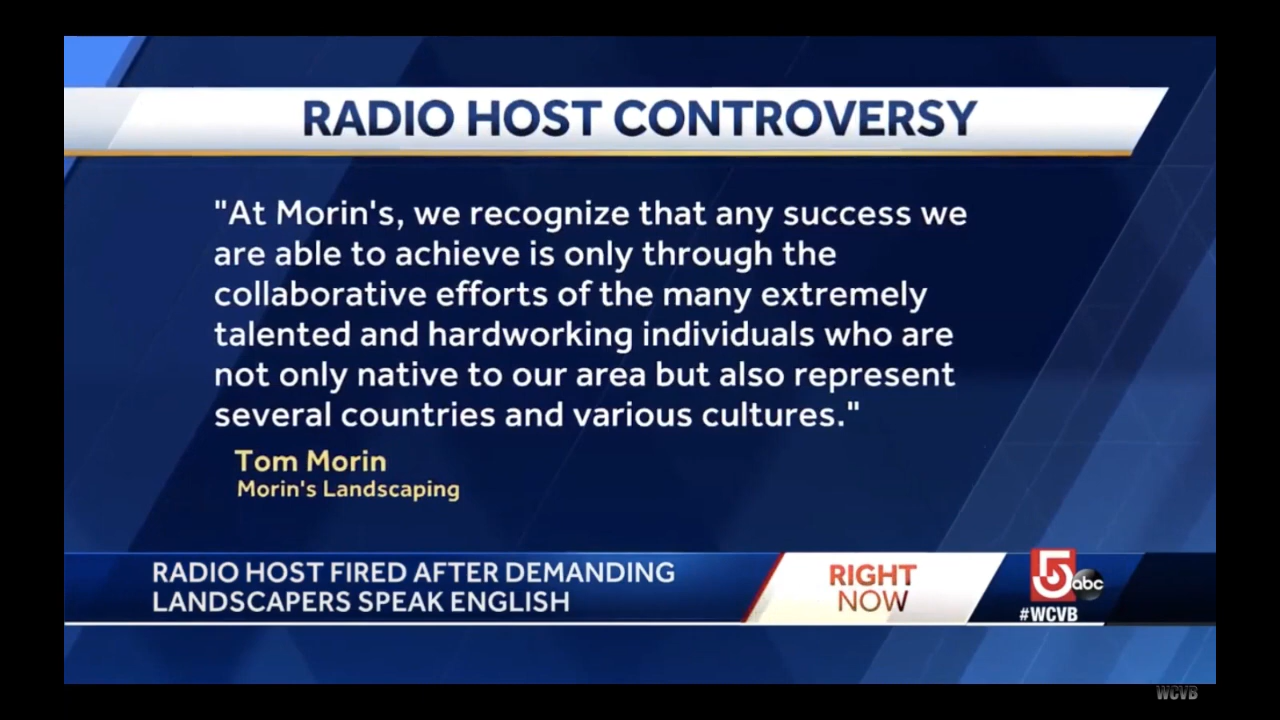 RADIO HOST CONTROVERSY
"At Morin's, we recognize that any success we
are able to achieve is only through the
collaborative efforts of the many extremely
talented and hardworking individuals who are
not only native to our area but also represent
several countries and various cultures."
Tom Morin
Morin's Landscaping
RADIO HOST FIRED AFTER DEMANDING
LANDSCAPERS SPEAK ENGLISH
RIGHT
NOW
5 abc
#WCVB
WCVB